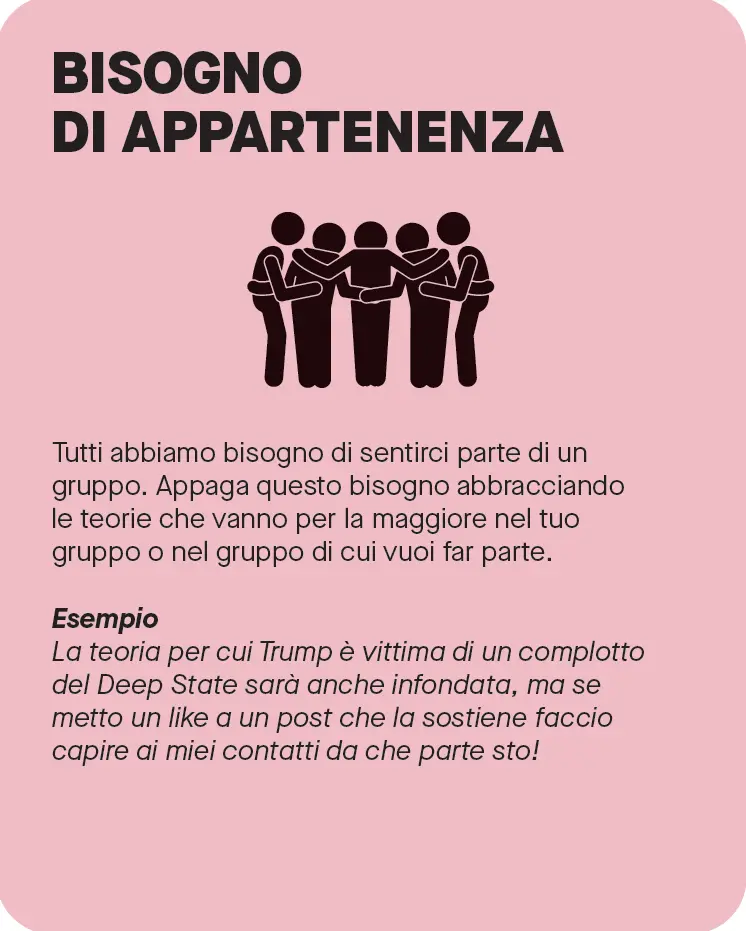 BISOGNO
DI APPARTENENZA
Tutti abbiamo bisogno di sentirci parte di un
gruppo. Appaga questo bisogno abbracciando
le teorie che vanno per la maggiore nel tuo
gruppo o nel gruppo di cui vuoi far parte.
Esempio
La teoria per cui Trump è vittima di un complotto
del Deep State sarà anche infondata, ma se
metto un like a un post che la sostiene faccio
capire ai miei contatti da che parte sto!